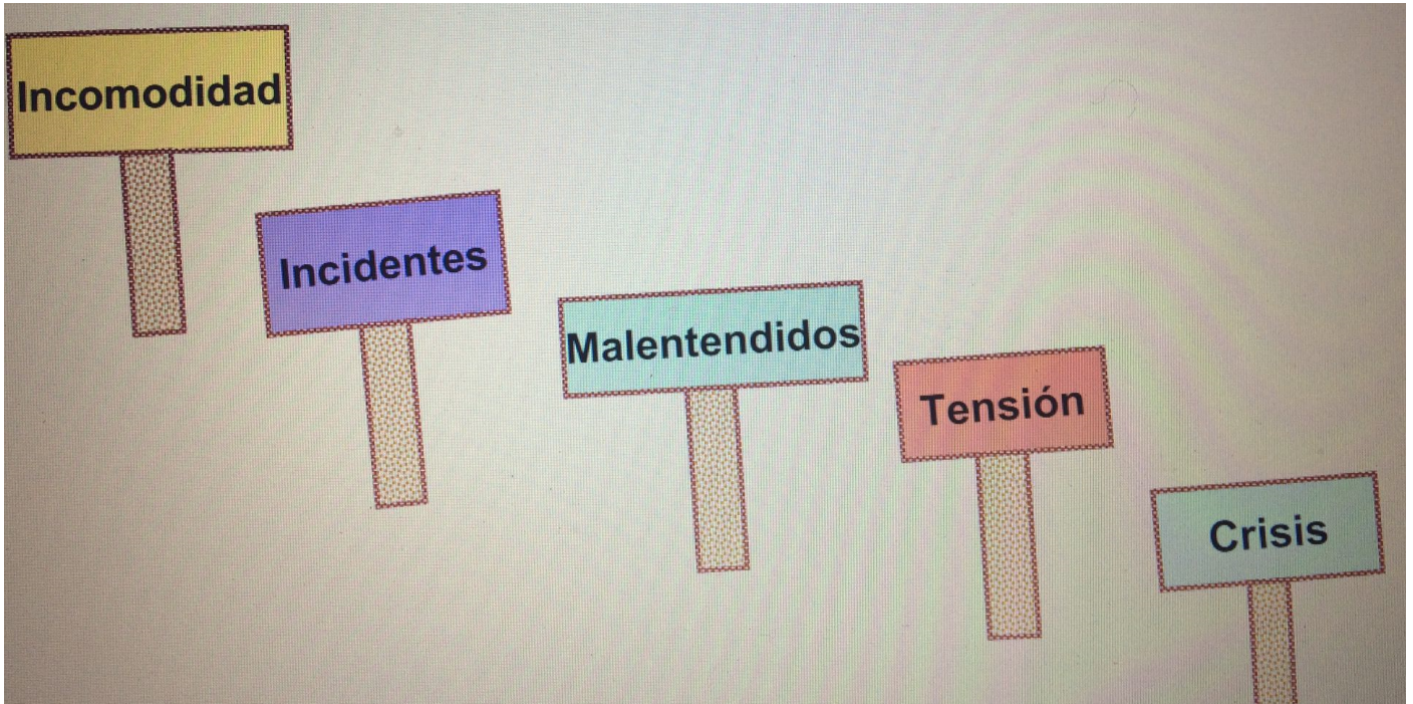 Incomodidad
Incidentes
Malentendidos
Tensión
Crisis